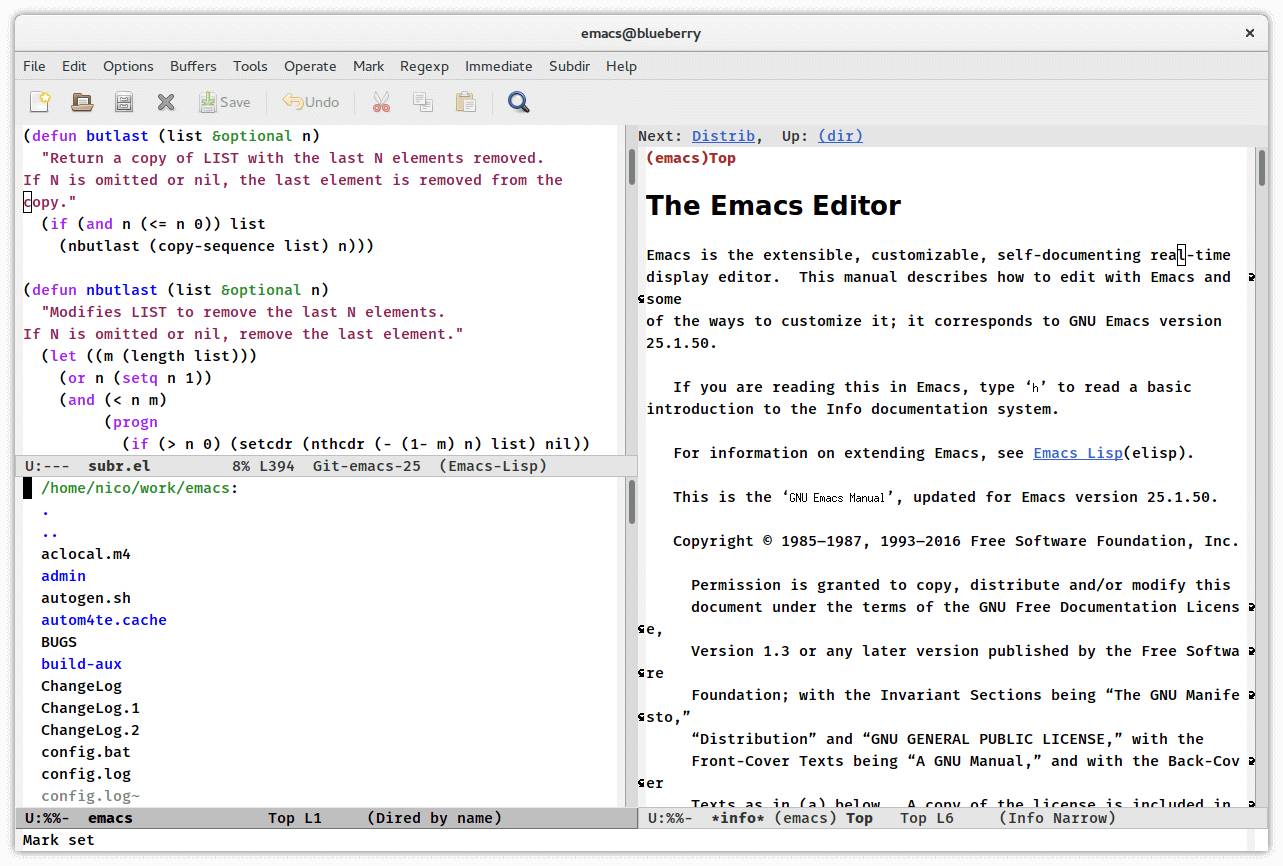 emacs@blueberry
File Edit Options Buffers Tools Operate Mark Regexp Immediate Subdir Help
Save Undo
(defun butlast (list &optional n)
  "Return a copy of LIST with the last N elements removed.
If N is omitted or nil, the last element is removed from the
copy."
  (if (and n (<= n 0)) list
    (nbutlast (copy-sequence list) n)))

(defun nbutlast (list &optional n)
  "Modifies LIST to remove the last N elements.
If N is omitted or nil, remove the last element."
  (let ((m (length list)))
    (or n (setq n 1))
    (and (< n m)
         (progn
           (if (> n 0) (setcdr (nthcdr (- (1- m) n) list) nil))
U:---  subr.el         8% L394  Git-emacs-25  (Emacs-Lisp)
  /home/nico/work/emacs:
  .
  ..
  aclocal.m4
  admin
  autogen.sh
  autom4te.cache
  BUGS
  build-aux
  ChangeLog
  ChangeLog.1
  ChangeLog.2
  config.bat
  config.log
  config.log~
U:%%-  emacs               Top L1     (Dired by name)
Next: Distrib,  Up: (dir)
(emacs)Top
The Emacs Editor
Emacs is the extensible, customizable, self-documenting real-time
display editor.  This manual describes how to edit with Emacs and
some
of the ways to customize it; it corresponds to GNU Emacs version
25.1.50.

   If you are reading this in Emacs, type ‘h’ to read a basic
introduction to the Info documentation system.

   For information on extending Emacs, see Emacs Lisp(elisp).

   This is the ‘GNU Emacs Manual’, updated for Emacs version 25.1.50.

   Copyright © 1985–1987, 1993–2016 Free Software Foundation, Inc.

     Permission is granted to copy, distribute and/or modify this
     document under the terms of the GNU Free Documentation Licens
e,
     Version 1.3 or any later version published by the Free Softwa
re
     Foundation; with the Invariant Sections being “The GNU Manife
sto,”
     “Distribution” and “GNU GENERAL PUBLIC LICENSE,” with the
     Front-Cover Texts being “A GNU Manual,” and with the Back-Cov
er
     Texts as in (a) below.  A copy of the license is included in
U:%%-  *info* (emacs) Top   Top L6     (Info Narrow)
Mark set